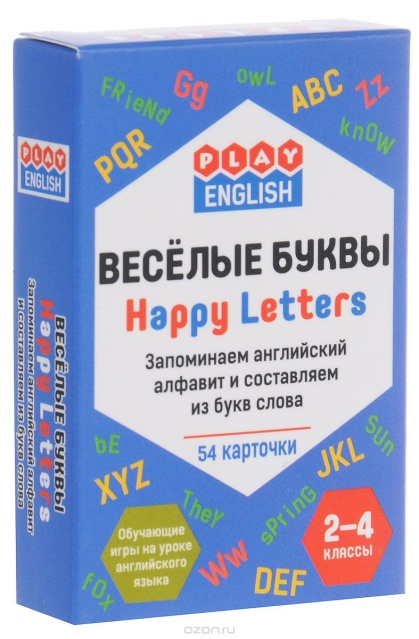 FRieNd
Gg
owL
ABC
Zz
PQR
knOW
PLAY
ENGLISH
ВЕСЁЛЫЕ БУКВЫ
Happy Letters
Запоминаем английский
алфавит и составляем
из букв слова
54 карточки
bE
sUn
XYZ
JKL
TheY
sPrinG
Обучающие
игры на уроке
английского
языка
2–4
КЛАССЫ
fOx
Ww
DEF
PLAY
ENGLISH
ВЕСЁЛЫЕ БУКВЫ
Happy Letters
Запоминаем английский алфавит
и составляем из букв слова
ozon.ru